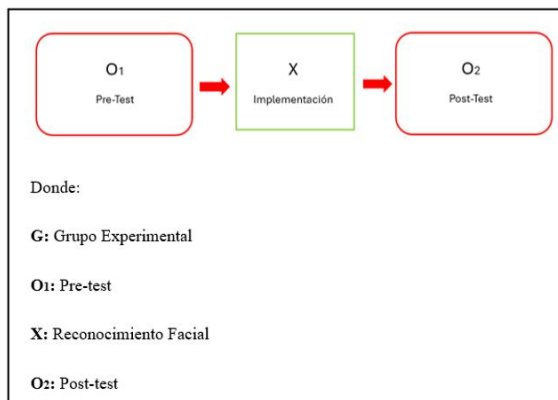 O1 X O2
Pre-Test Implementación Post-Test
Donde:
G: Grupo Experimental
O1: Pre-test
X: Reconocimiento Facial
O2: Post-test